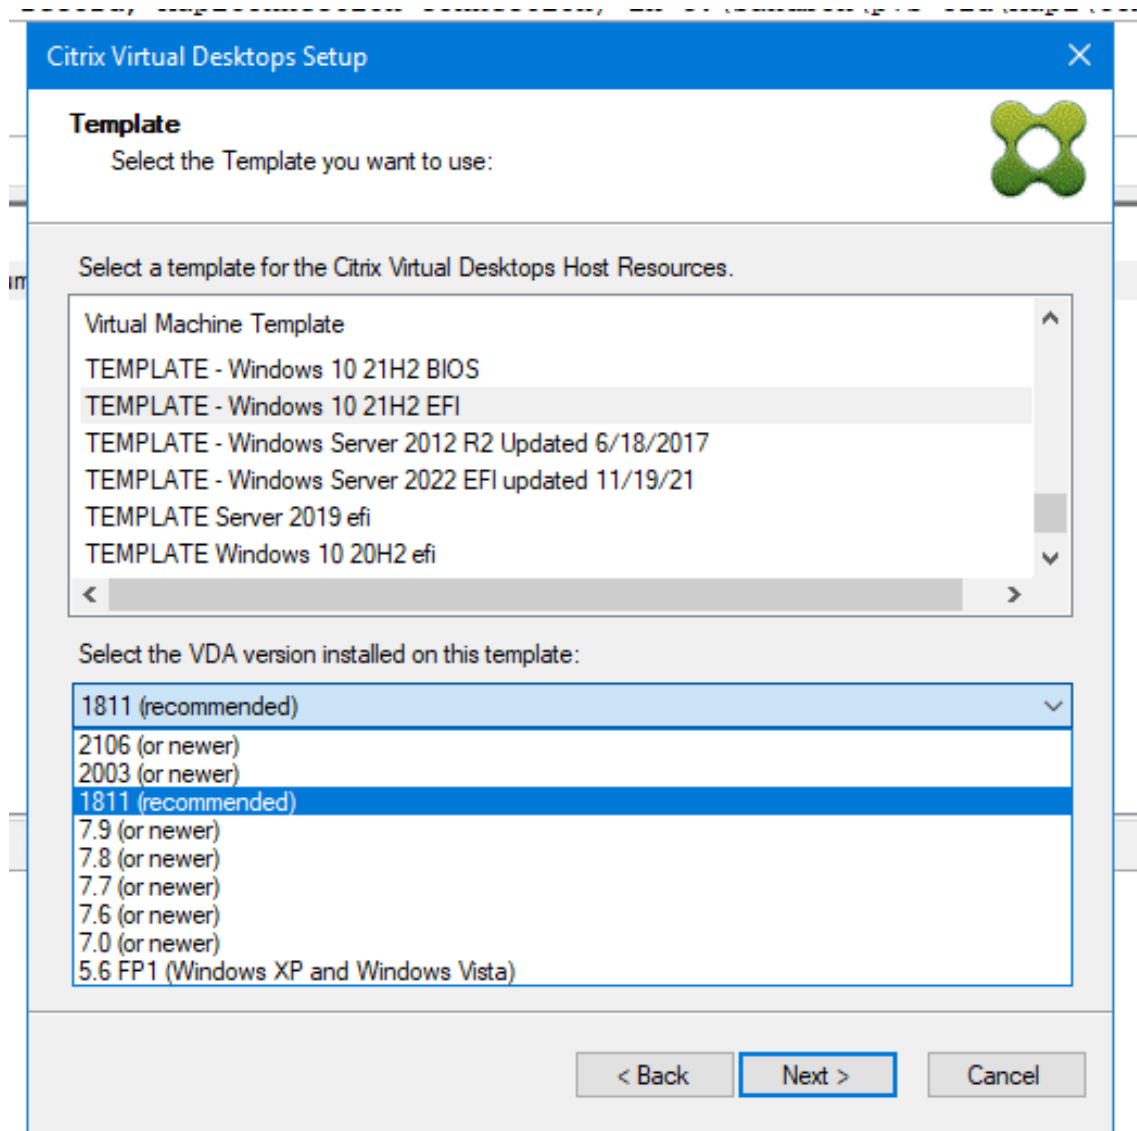 Citrix Virtual Desktops Setup
Template
Select the Template you want to use:
Select a template for the Citrix Virtual Desktops Host Resources.
Virtual Machine Template
TEMPLATE - Windows 10 21H2 BIOS
TEMPLATE - Windows 10 21H2 EFI
TEMPLATE - Windows Server 2012 R2 Updated 6/18/2017
TEMPLATE - Windows Server 2022 EFI updated 11/19/21
TEMPLATE Server 2019 efi
TEMPLATE Windows 10 20H2 efi
Select the VDA version installed on this template:
1811 (recommended)
2106 (or newer)
2003 (or newer)
1811 (recommended)
7.9 (or newer)
7.8 (or newer)
7.7 (or newer)
7.6 (or newer)
7.0 (or newer)
5.6 FP1 (Windows XP and Windows Vista)
< Back Next > Cancel